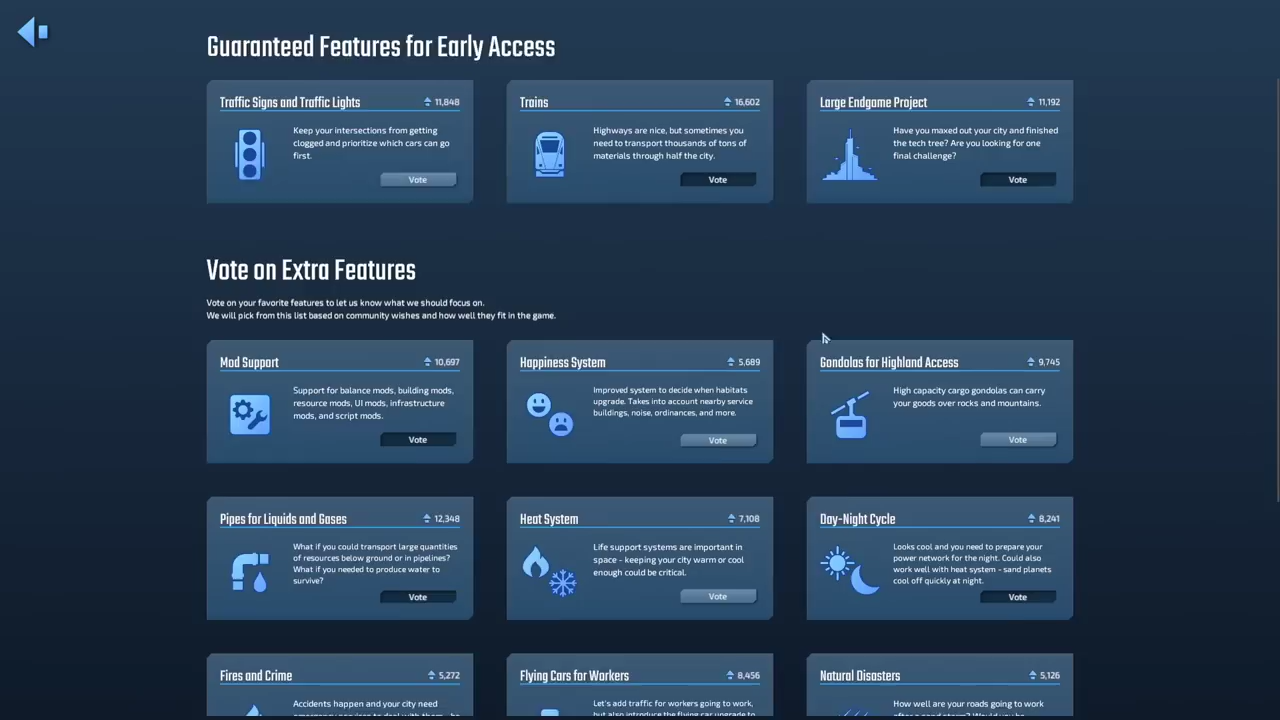 Guaranteed Features for Early Access
Traffic Signs and Traffic Lights 11,848
Keep your intersections from getting
clogged and prioritize which cars can go
first.
Vote
Trains 16,602
Highways are nice, but sometimes you
need to transport thousands of tons of
materials through half the city.
Vote
Large Endgame Project 11,192
Have you maxed out your city and finished
the tech tree? Are you looking for one
final challenge?
Vote
Vote on Extra Features
Vote on your favorite features to let us know what we should focus on.
We will pick from this list based on community wishes and how well they fit in the game.
Mod Support 10,697
Support for balance mods, building mods,
resource mods, UI mods, infrastructure
mods, and script mods.
Vote
Happiness System 5,689
Improved system to decide when habitats
upgrade. Takes into account nearby service
buildings, noise, ordinances, and more.
Vote
Gondolas for Highland Access 9,745
High capacity cargo gondolas can carry
your goods over rocks and mountains.
Vote
Pipes for Liquids and Gases 12,348
What if you could transport large quantities
of resources below ground or in pipelines?
What if you needed to produce water to
survive?
Vote
Heat System 7,108
Life support systems are important in
space - keeping your city warm or cool
enough could be critical.
Vote
Day-Night Cycle 8,241
Looks cool and you need to prepare your
power network for the night. Could also
work well with heat system - sand planets
cool off quickly at night.
Vote
Fires and Crime 5,272
Accidents happen and your city need
Flying Cars for Workers 8,456
Let's add traffic for workers going to work,
but also introduce the flying car upgrade to
Natural Disasters 5,126
How well are your roads going to work